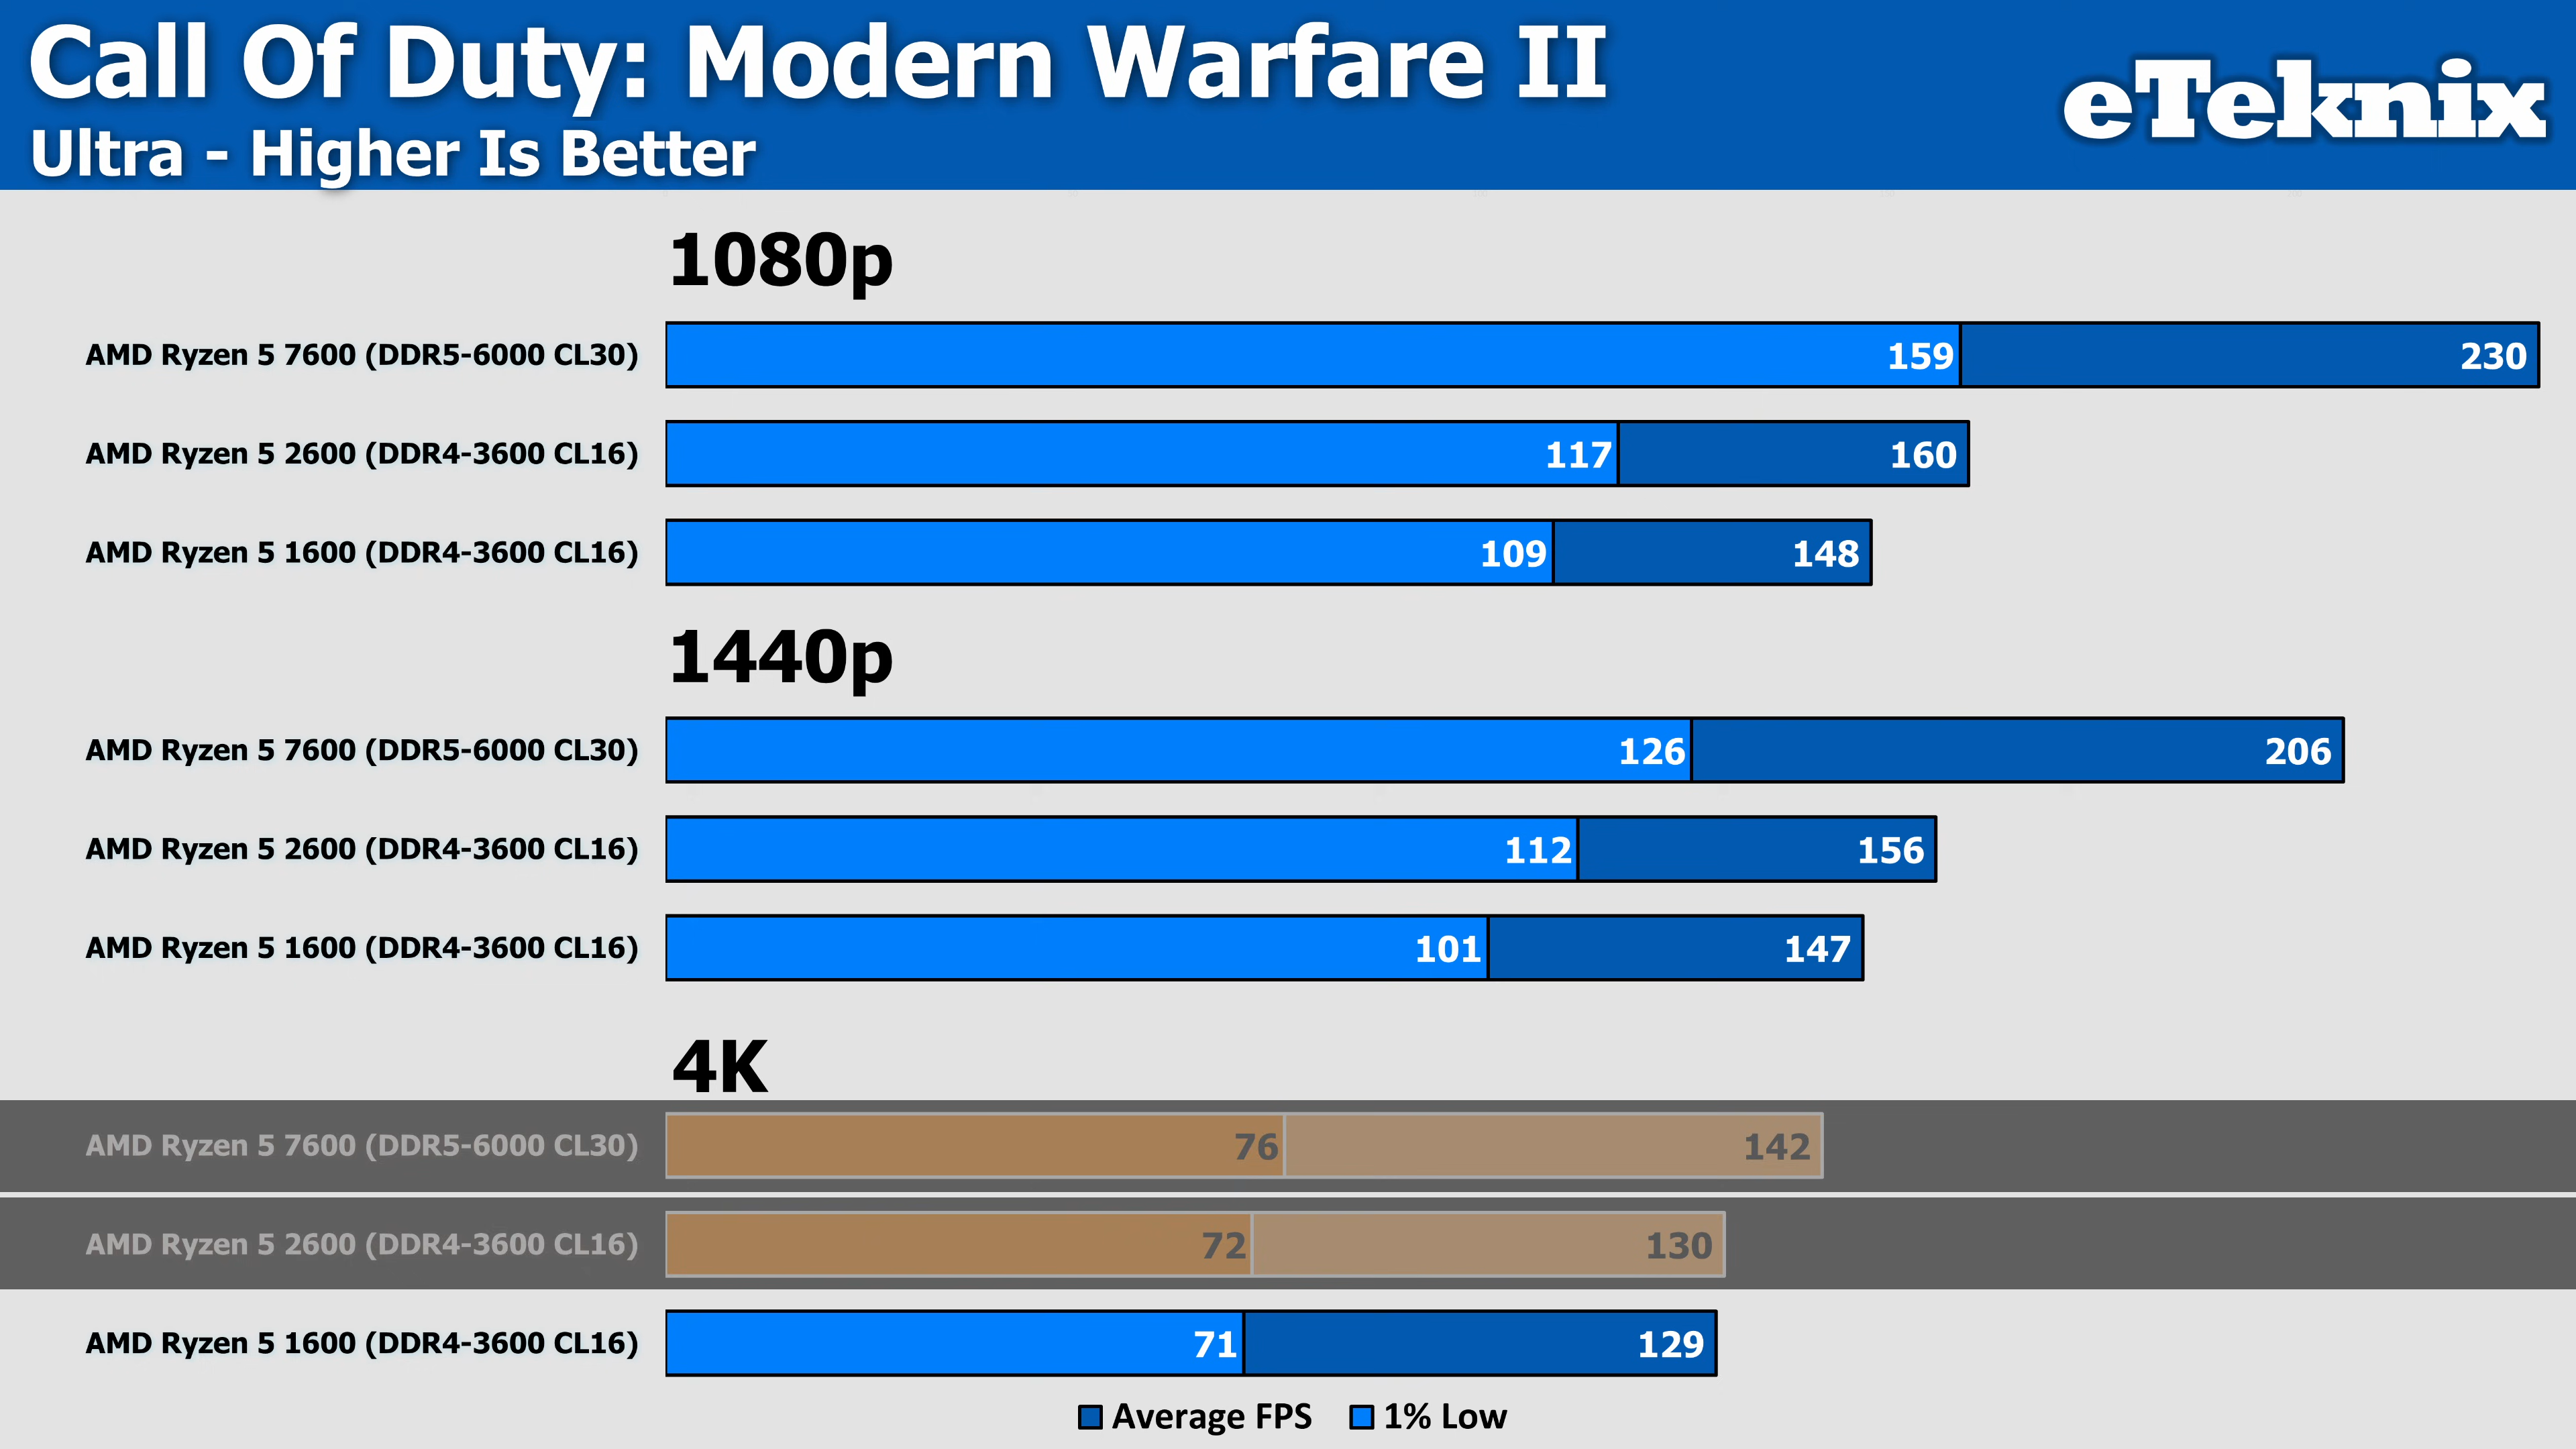 Call Of Duty: Modern Warfare II
eTeknix
Ultra - Higher Is Better
1080p
AMD Ryzen 5 7600 (DDR5-6000 CL30) 159 230
AMD Ryzen 5 2600 (DDR4-3600 CL16) 117 160
AMD Ryzen 5 1600 (DDR4-3600 CL16) 109 148
1440p
AMD Ryzen 5 7600 (DDR5-6000 CL30) 126 206
AMD Ryzen 5 2600 (DDR4-3600 CL16) 112 156
AMD Ryzen 5 1600 (DDR4-3600 CL16) 101 147
4K
AMD Ryzen 5 7600 (DDR5-6000 CL30) 76 142
AMD Ryzen 5 2600 (DDR4-3600 CL16) 72 130
AMD Ryzen 5 1600 (DDR4-3600 CL16) 71 129
Average FPS 1% Low